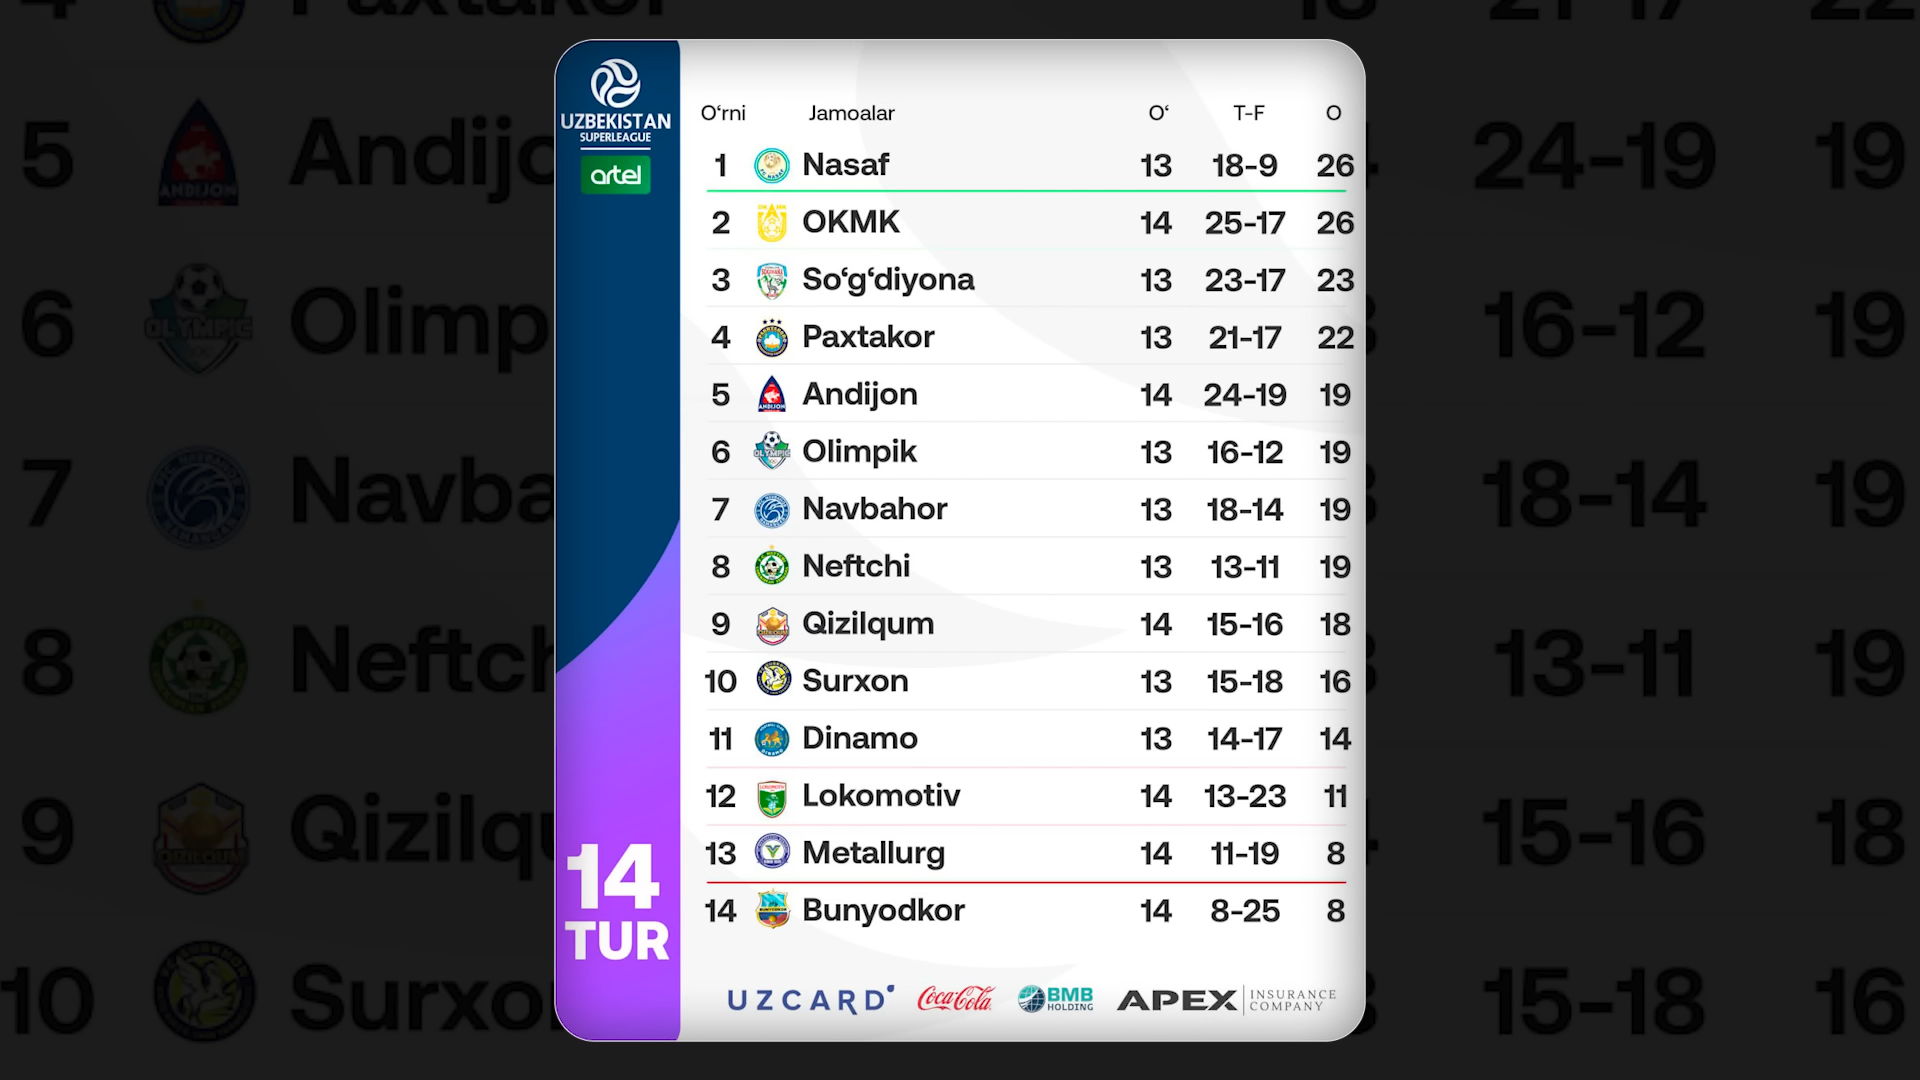 UZBEKISTAN
SUPERLEAGUE
artel
O‘rni Jamoalar O‘ T-F O
1 Nasaf 13 18-9 26
2 OKMK 14 25-17 26
3 So‘g‘diyona 13 23-17 23
4 Paxtakor 13 21-17 22
5 Andijon 14 24-19 19
6 Olimpik 13 16-12 19
7 Navbahor 13 18-14 19
8 Neftchi 13 13-11 19
9 Qizilqum 14 15-16 18
10 Surxon 13 15-18 16
11 Dinamo 13 14-17 14
12 Lokomotiv 14 13-23 11
13 Metallurg 14 11-19 8
14 Bunyodkor 14 8-25 8
14
TUR
UZCARD Coca-Cola BMB HOLDING APEX INSURANCE COMPANY